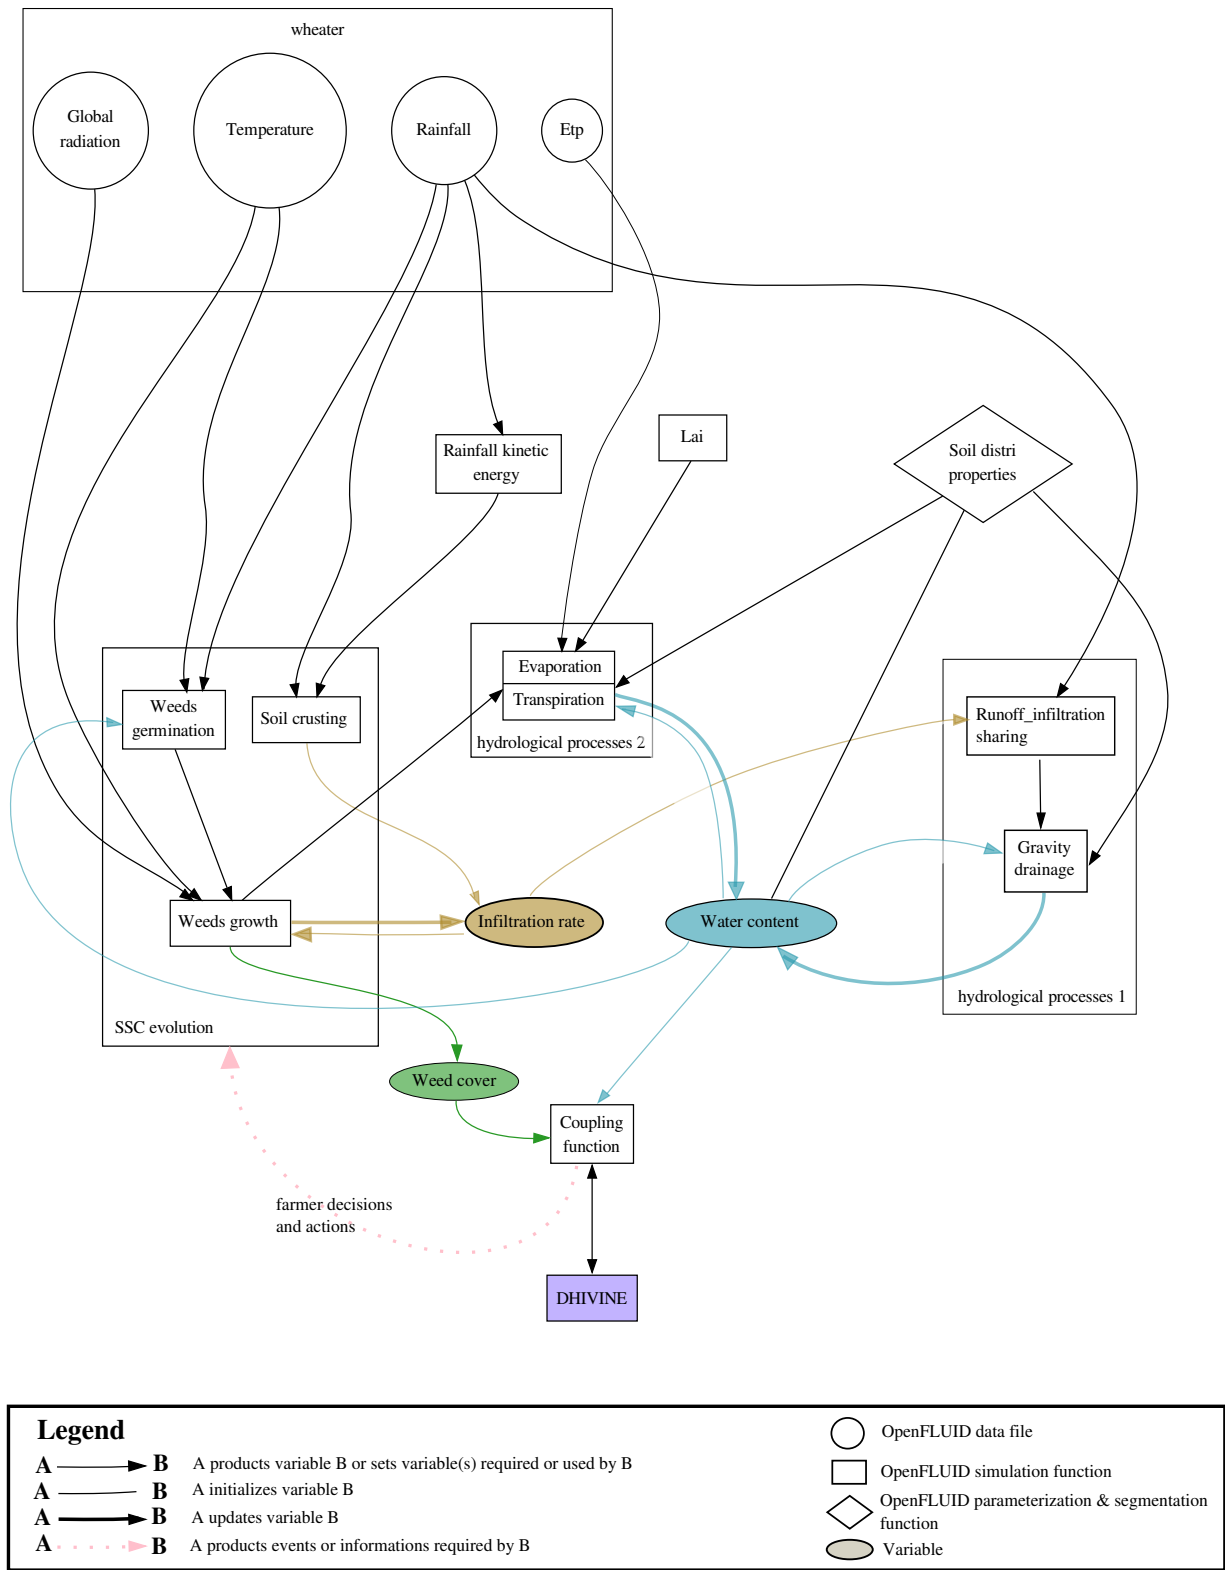 wheater
Global
radiation
Temperature
Rainfall
Etp
Rainfall kinetic
energy
Lai
Soil distri
properties
Weeds
germination
Soil crusting
Evaporation
Transpiration
hydrological processes 2
Runoff_infiltration
sharing
Gravity
drainage
Weeds growth
Infiltration rate
Water content
hydrological processes 1
SSC evolution
Weed cover
Coupling
function
farmer decisions
and actions
DHIVINE
Legend
A B A products variable B or sets variable(s) required or used by B
A B A initializes variable B
A B A updates variable B
A B A products events or informations required by B
OpenFLUID data file
OpenFLUID simulation function
OpenFLUID parameterization & segmentation
function
Variable